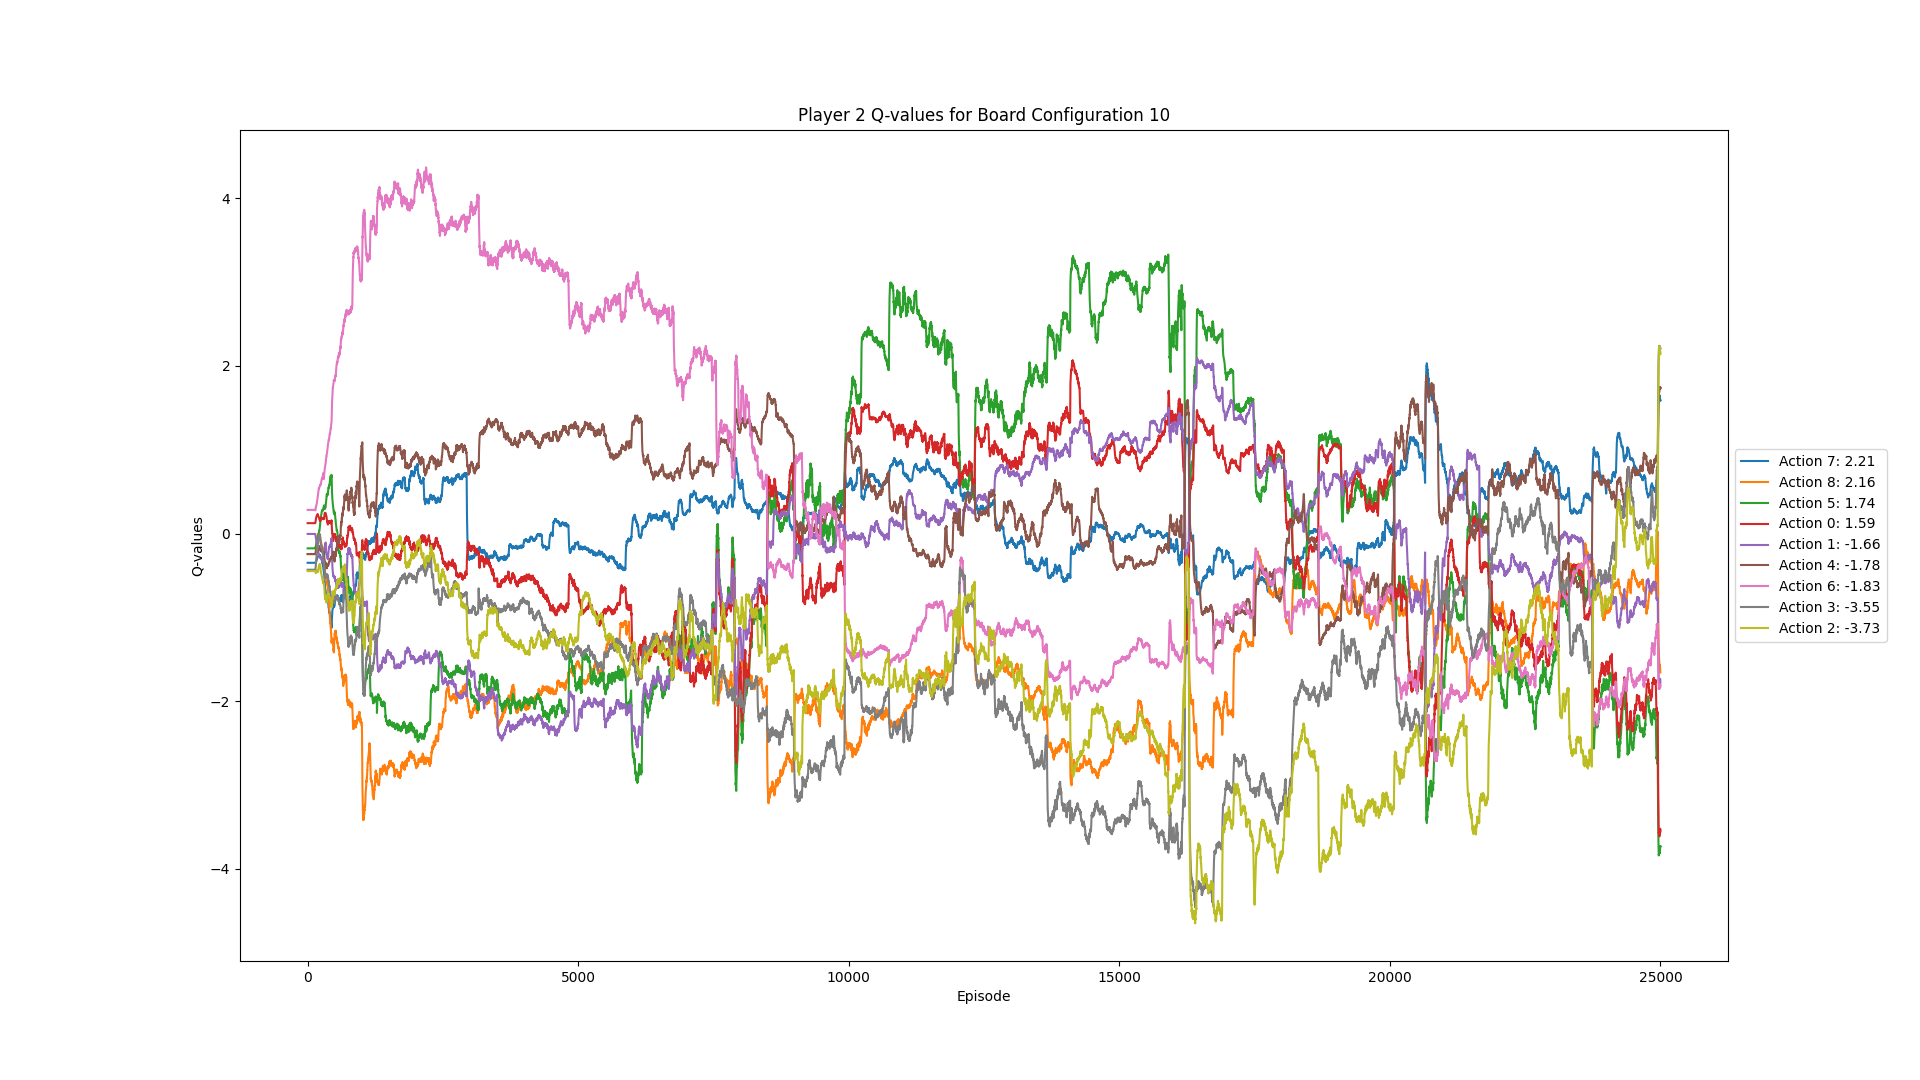 Player 2 Q-values for Board Configuration 10
Q-values
4
2
0
−2
−4
0
5000
10000
15000
20000
25000
Episode
Action 7: 2.21
Action 8: 2.16
Action 5: 1.74
Action 0: 1.59
Action 1: -1.66
Action 4: -1.78
Action 6: -1.83
Action 3: -3.55
Action 2: -3.73